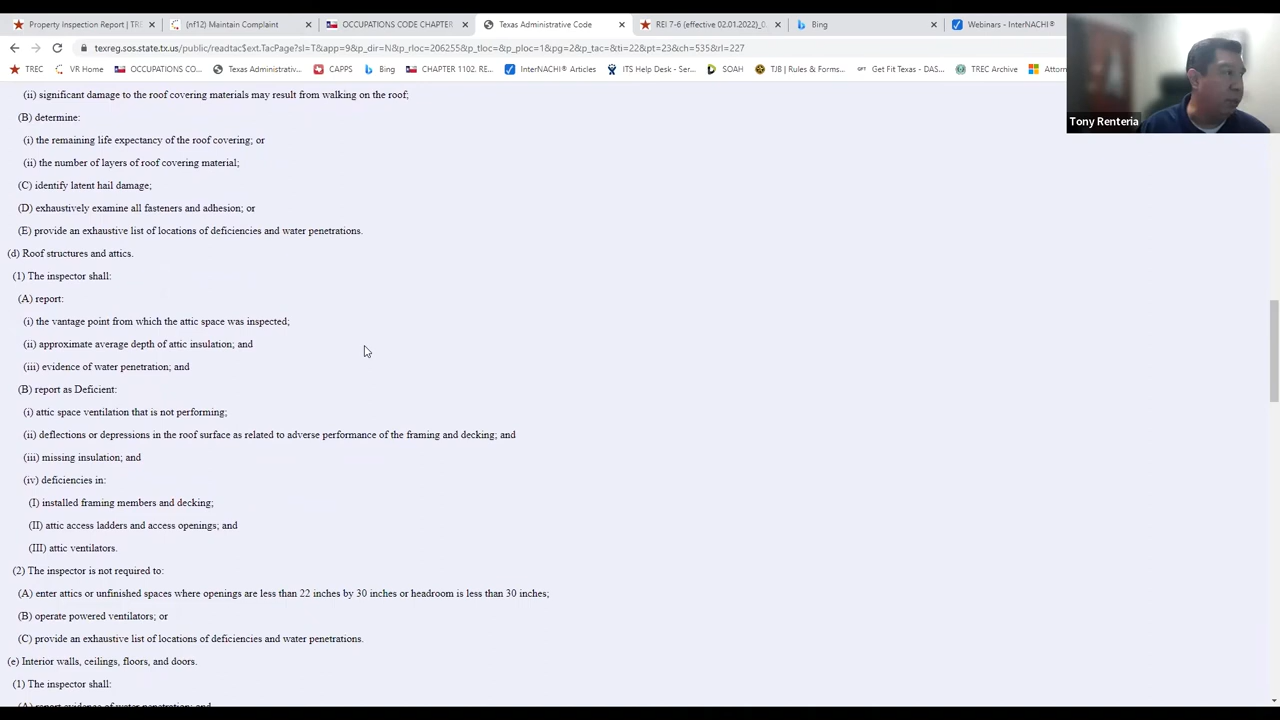 Property Inspection Report | TRE
(nf12) Maintain Complaint
OCCUPATIONS CODE CHAPTER
Texas Administrative Code
REI 7-6 (effective 02.01.2022)_0.
Bing
Webinars - InterNACHI®
texreg.sos.state.tx.us/public/readtac$ext.TacPage?sl=T&app=9&p_dir=N&p_rloc=206255&p_tloc=&p_ploc=1&pg=2&p_tac=&ti=22&pt=23&ch=535&rl=227
TREC
VR Home
OCCUPATIONS CO...
Texas Administrativ...
CAPPS
Bing
CHAPTER 1102. RE...
InterNACHI® Articles
ITS Help Desk - Ser...
SOAH
TJB | Rules & Forms...
Get Fit Texas - DAS...
TREC Archive
Attorn
Tony Renteria
(ii) significant damage to the roof covering materials may result from walking on the roof;
(B) determine:
(i) the remaining life expectancy of the roof covering; or
(ii) the number of layers of roof covering material;
(C) identify latent hail damage;
(D) exhaustively examine all fasteners and adhesion; or
(E) provide an exhaustive list of locations of deficiencies and water penetrations.
(d) Roof structures and attics.
(1) The inspector shall:
(A) report:
(i) the vantage point from which the attic space was inspected;
(ii) approximate average depth of attic insulation; and
(iii) evidence of water penetration; and
(B) report as Deficient:
(i) attic space ventilation that is not performing;
(ii) deflections or depressions in the roof surface as related to adverse performance of the framing and decking; and
(iii) missing insulation; and
(iv) deficiencies in:
(I) installed framing members and decking;
(II) attic access ladders and access openings; and
(III) attic ventilators.
(2) The inspector is not required to:
(A) enter attics or unfinished spaces where openings are less than 22 inches by 30 inches or headroom is less than 30 inches;
(B) operate powered ventilators; or
(C) provide an exhaustive list of locations of deficiencies and water penetrations.
(e) Interior walls, ceilings, floors, and doors.
(1) The inspector shall:
(A) report evidence of water penetration; and